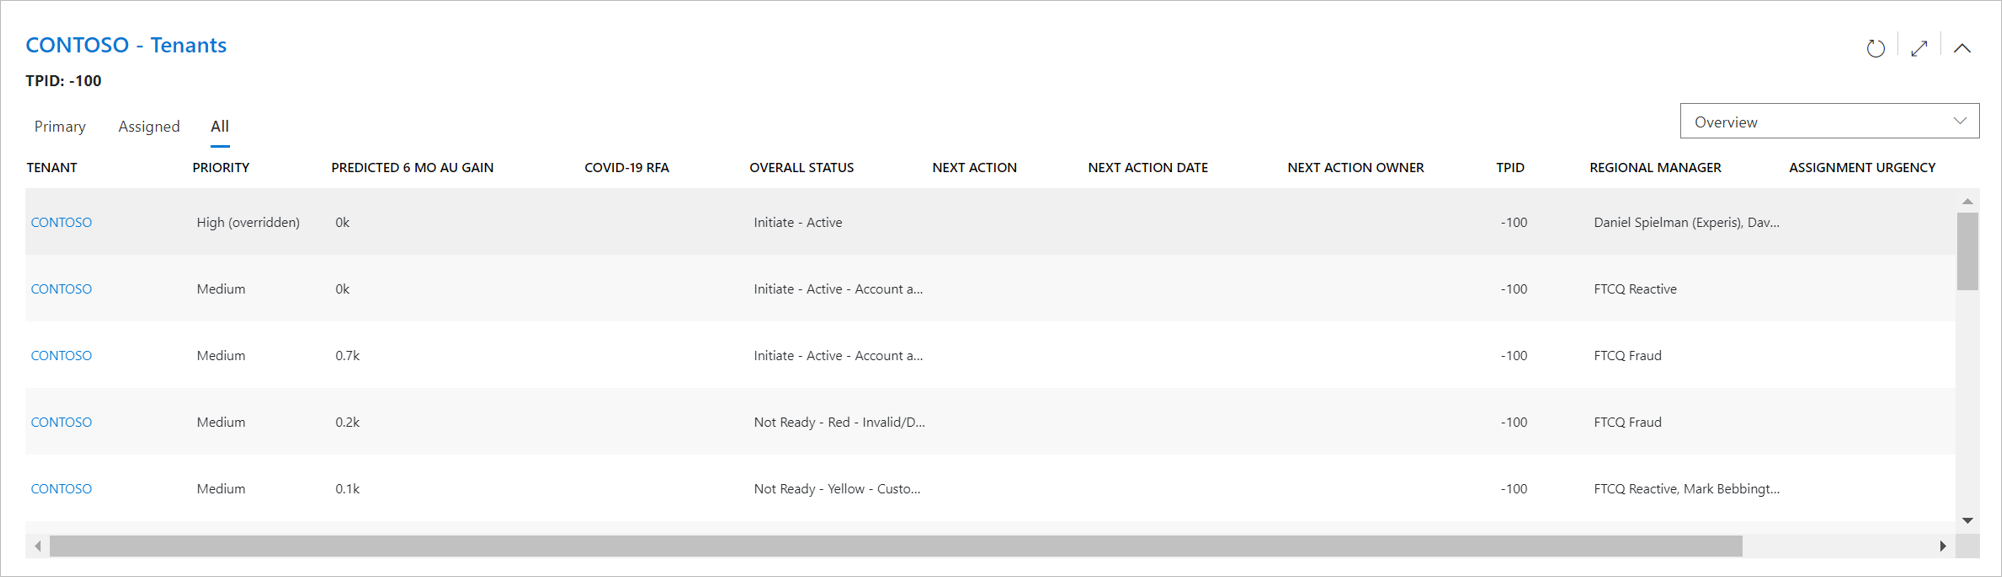 CONTOSO - Tenants
TPID: -100
Primary Assigned All
Overview
TENANT PRIORITY PREDICTED 6 MO AU GAIN COVID-19 RFA OVERALL STATUS NEXT ACTION NEXT ACTION DATE NEXT ACTION OWNER TPID REGIONAL MANAGER ASSIGNMENT URGENCY
CONTOSO High (overridden) 0k Initiate - Active -100 Daniel Spielman (Experis), Dav...
CONTOSO Medium 0k Initiate - Active - Account a... -100 FTCQ Reactive
CONTOSO Medium 0.7k Initiate - Active - Account a... -100 FTCQ Fraud
CONTOSO Medium 0.2k Not Ready - Red - Invalid/D... -100 FTCQ Fraud
CONTOSO Medium 0.1k Not Ready - Yellow - Custo... -100 FTCQ Reactive, Mark Bebbingt...